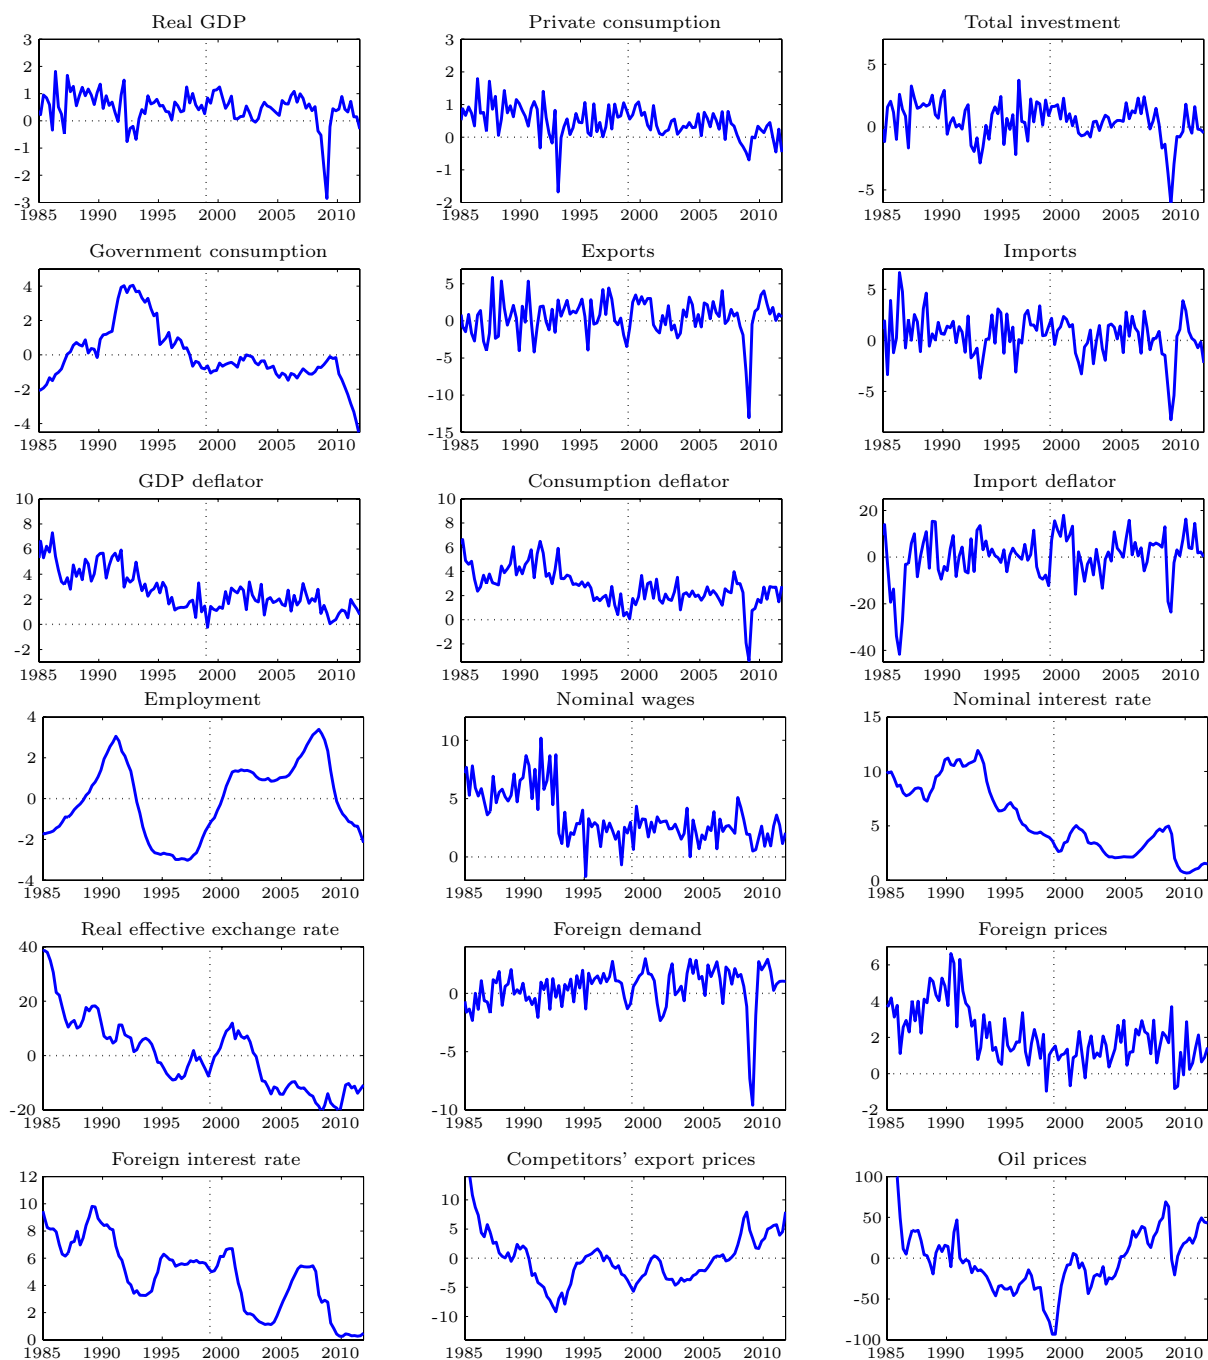 Real GDP
Private consumption
Total investment
3
2
1
0
-1
-2
-3
1985 1990 1995 2000 2005 2010
3
2
1
0
-1
-2
1985 1990 1995 2000 2005 2010
5
0
-5
1985 1990 1995 2000 2005 2010
Government consumption
Exports
Imports
4
2
0
-2
-4
1985 1990 1995 2000 2005 2010
5
0
-5
-10
-15
1985 1990 1995 2000 2005 2010
5
0
-5
1985 1990 1995 2000 2005 2010
GDP deflator
Consumption deflator
Import deflator
10
8
6
4
2
0
-2
1985 1990 1995 2000 2005 2010
10
8
6
4
2
0
-2
1985 1990 1995 2000 2005 2010
20
0
-20
-40
1985 1990 1995 2000 2005 2010
Employment
Nominal wages
Nominal interest rate
4
2
0
-2
-4
1985 1990 1995 2000 2005 2010
10
5
0
1985 1990 1995 2000 2005 2010
15
10
5
0
1985 1990 1995 2000 2005 2010
Real effective exchange rate
Foreign demand
Foreign prices
40
20
0
-20
1985 1990 1995 2000 2005 2010
0
-5
-10
1985 1990 1995 2000 2005 2010
6
4
2
0
-2
1985 1990 1995 2000 2005 2010
Foreign interest rate
Competitors' export prices
Oil prices
12
10
8
6
4
2
0
1985 1990 1995 2000 2005 2010
10
5
0
-5
-10
1985 1990 1995 2000 2005 2010
100
50
0
-50
-100
1985 1990 1995 2000 2005 2010